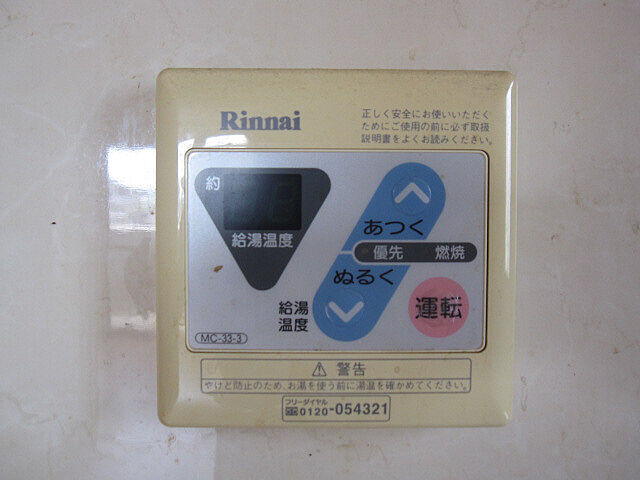 Rinnai
正しく安全にお使いいただく
ためにご使用の前に必ず取扱
説明書をよくお読みください。
約
給湯温度
あつく
優先 燃焼
ぬるく
給湯
温度
運転
MC-33-3
⚠警告
やけど防止のため、お湯を使う前に湯温を確かめてください。
フリーダイヤル
0120-054321